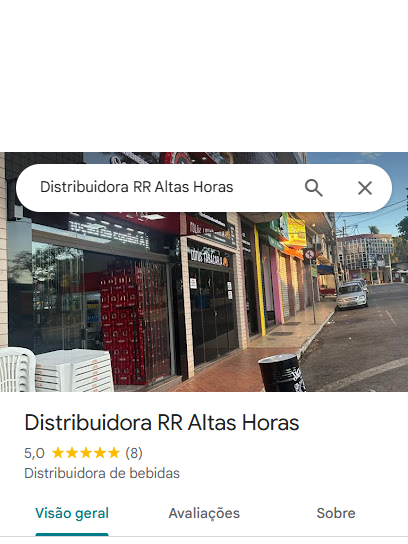 Distribuidora RR Altas Horas
Distribuidora RR Altas Horas
5,0 (8)
Distribuidora de bebidas
Visão geral
Avaliações
Sobre